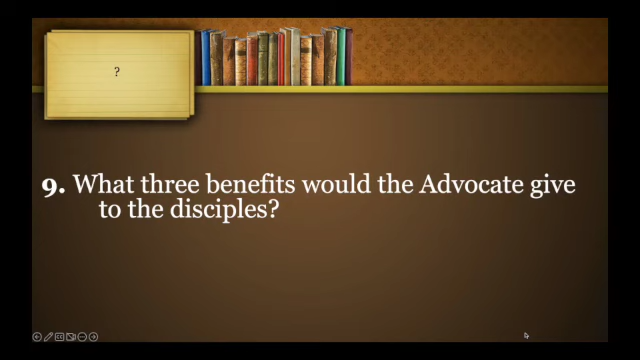 ?
9. What three benefits would the Advocate give
to the disciples?